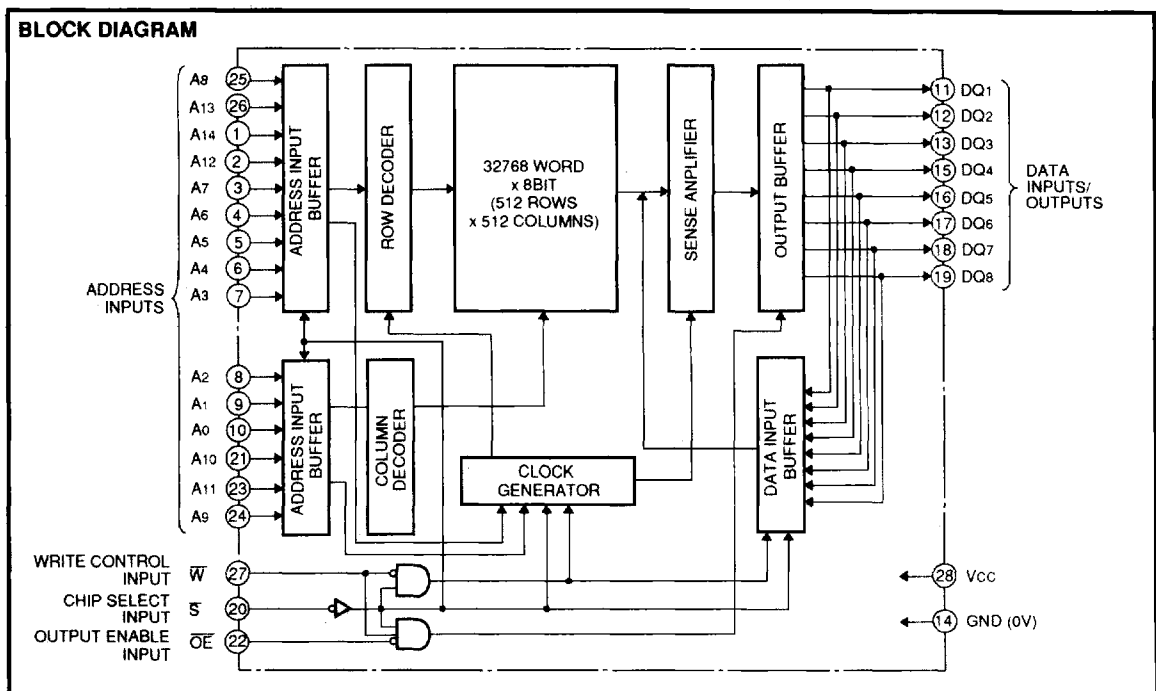 BLOCK DIAGRAM
A8 25
A13 26
A14 1
A12 2
A7 3
A6 4
A5 5
A4 6
A3 7
ADDRESS
INPUTS
A2 8
A1 9
A0 10
A10 21
A11 23
A9 24
WRITE CONTROL
INPUT
W 27
CHIP SELECT
INPUT
S 20
OUTPUT ENABLE
INPUT
OE 22
ADDRESS INPUT
BUFFER
ROW DECODER
32768 WORD
x 8BIT
(512 ROWS
x 512 COLUMNS)
SENSE ANPLIFIER
OUTPUT BUFFER
ADDRESS INPUT
BUFFER
COLUMN
DECODER
CLOCK
GENERATOR
DATA INPUT
BUFFER
11 DQ1
12 DQ2
13 DQ3
15 DQ4
16 DQ5
17 DQ6
18 DQ7
19 DQ8
DATA
INPUTS/
OUTPUTS
28 VCC
14 GND (0V)